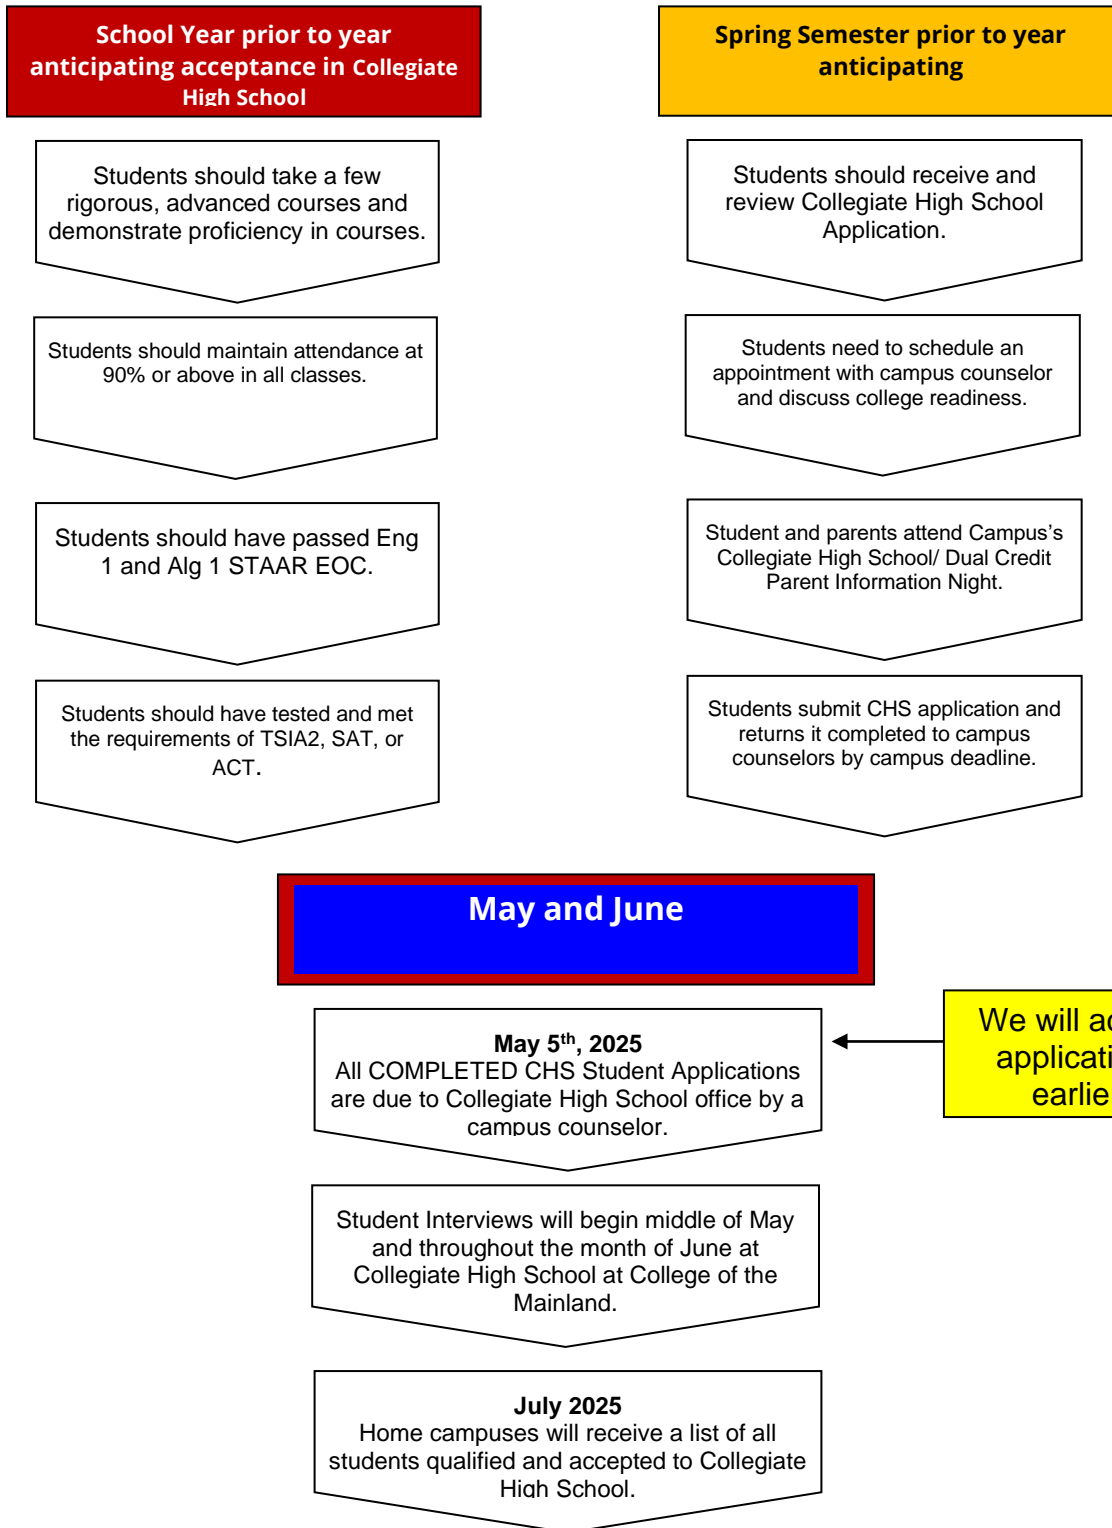 School Year prior to year
anticipating acceptance in Collegiate
High School
Students should take a few
rigorous, advanced courses and
demonstrate proficiency in courses.
Students should maintain attendance at
90% or above in all classes.
Students should have passed Eng
1 and Alg 1 STAAR EOC.
Students should have tested and met
the requirements of TSIA2, SAT, or
ACT.
Spring Semester prior to year
anticipating
Students should receive and
review Collegiate High School
Application.
Students need to schedule an
appointment with campus counselor
and discuss college readiness.
Student and parents attend Campus’s
Collegiate High School/ Dual Credit
Parent Information Night.
Students submit CHS application and
returns it completed to campus
counselors by campus deadline.
May and June
May 5th, 2025
All COMPLETED CHS Student Applications
are due to Collegiate High School office by a
campus counselor.
We will
Student Interviews will begin middle of May
and throughout the month of June at
Collegiate High School at College of the
Mainland.
July 2025
Home campuses will receive a list of all
students qualified and accepted to Collegiate
High School.